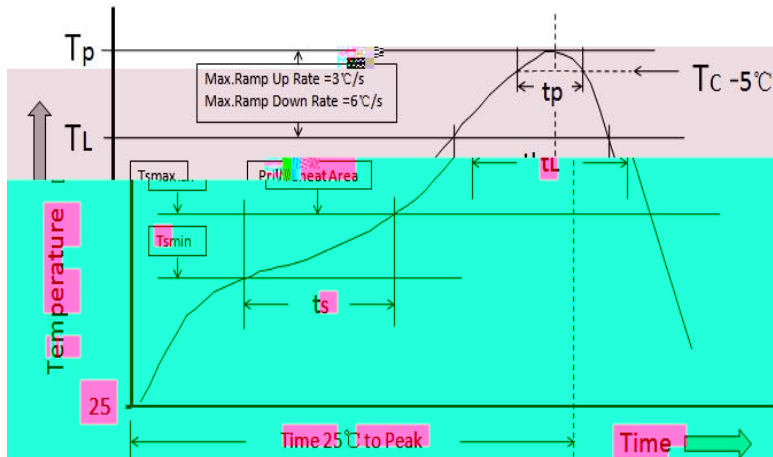 Tp
Max.Ramp Up Rate =3℃/s
Max.Ramp Down Rate =6℃/s
tp
TC -5℃
TL
tL
Tsmax
Area
Tsmin
ts
Temperature
25
Time 25℃ to Peak
Time